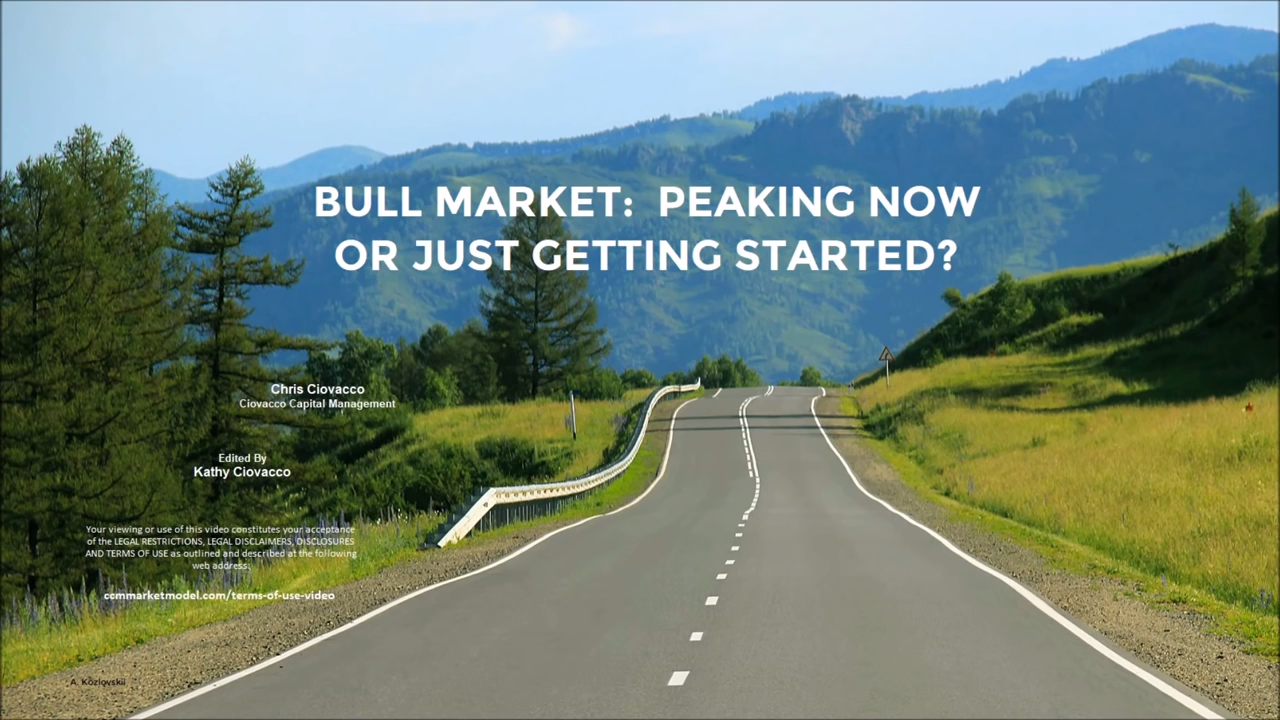 BULL MARKET: PEAKING NOW
OR JUST GETTING STARTED?
Chris Ciovacco
Ciovacco Capital Management
Edited By
Kathy Ciovacco
Your viewing or use of this video constitutes your acceptance
of the LEGAL RESTRICTIONS, LEGAL DISCLAIMERS, DISCLOSURES
AND TERMS OF USE as outlined and described at the following
web address:
ccmmarketmodel.com/terms-of-use-video
A. Kozlovskii